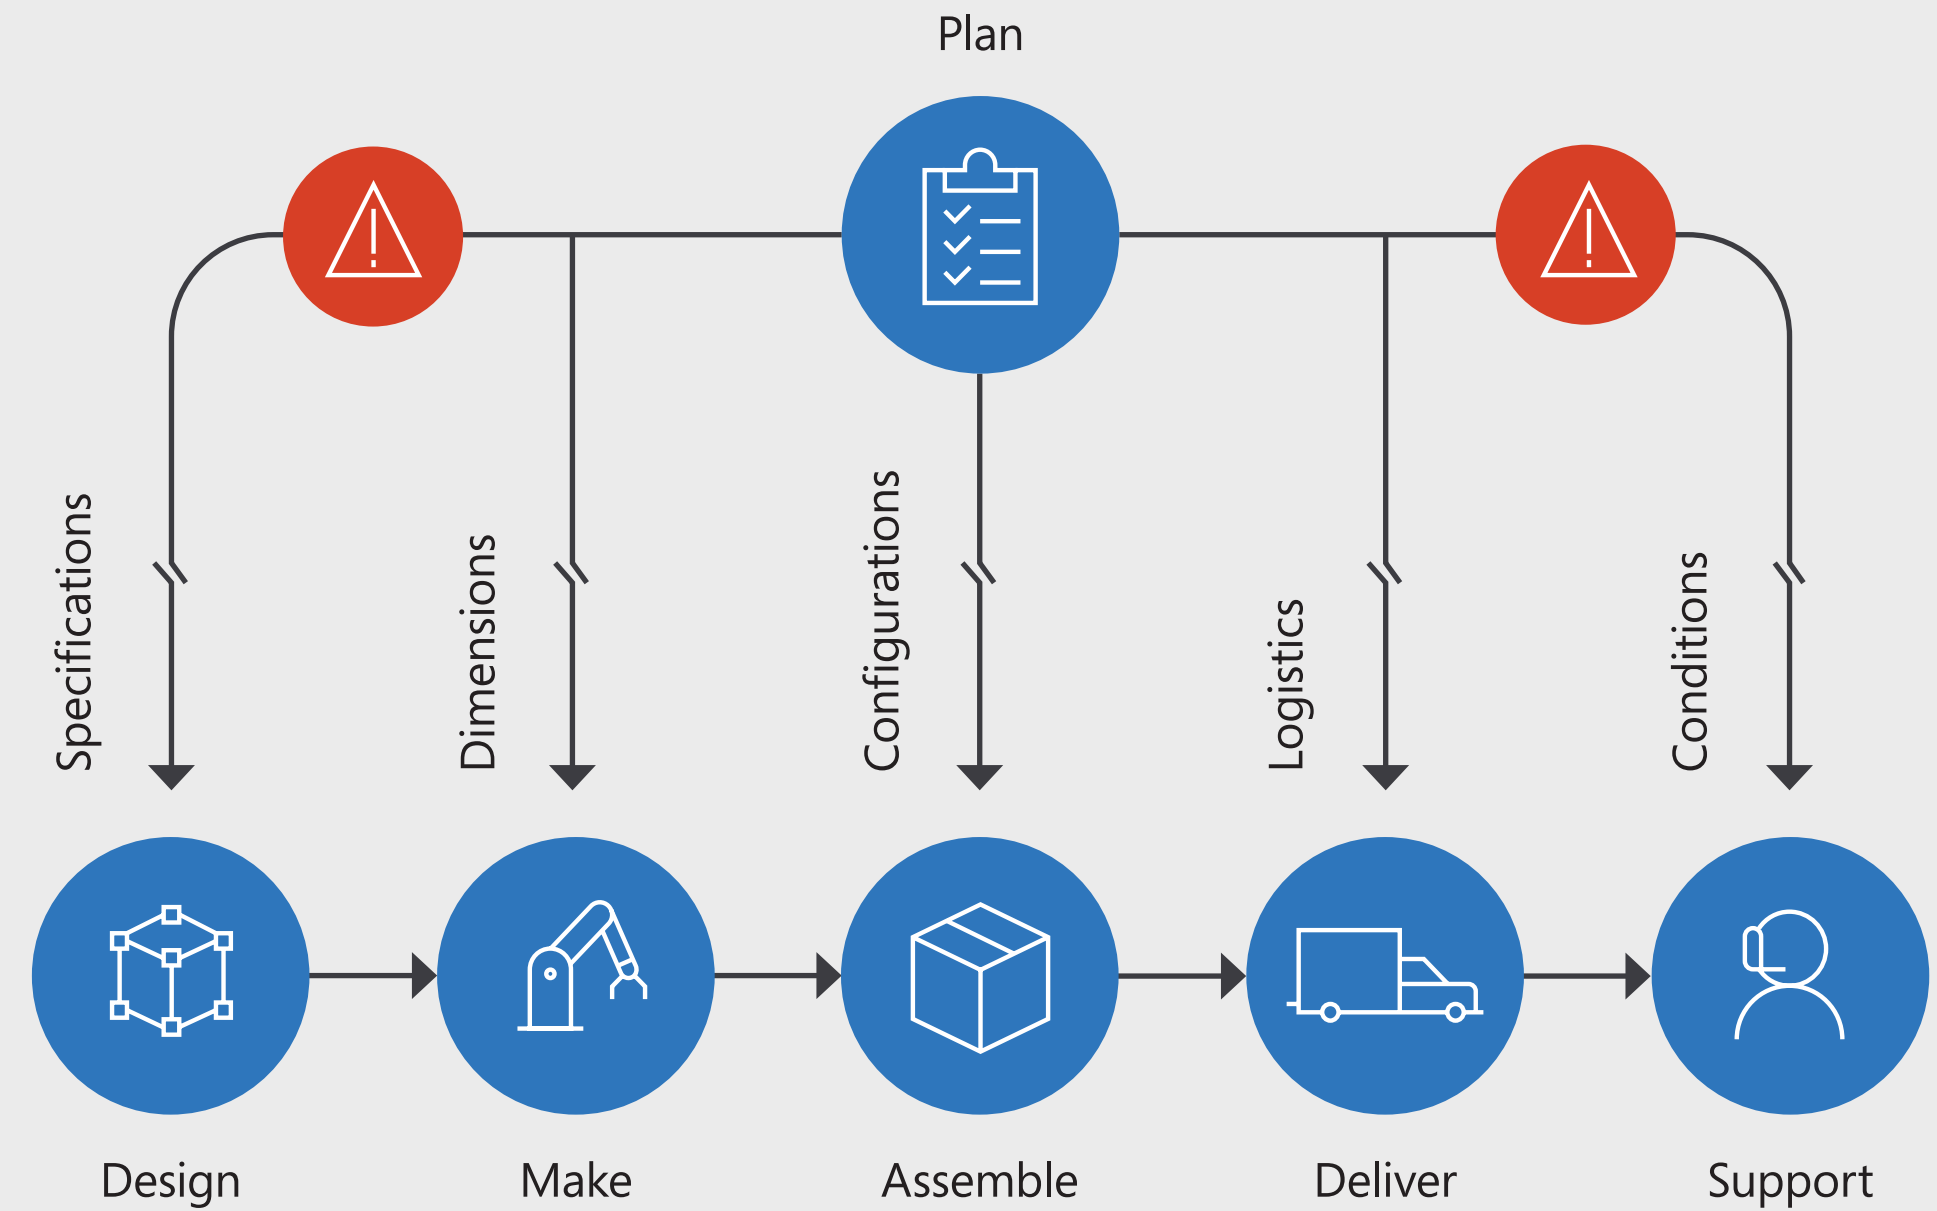 Plan
Specifications
Dimensions
Configurations
Logistics
Conditions
Design
Make
Assemble
Deliver
Support